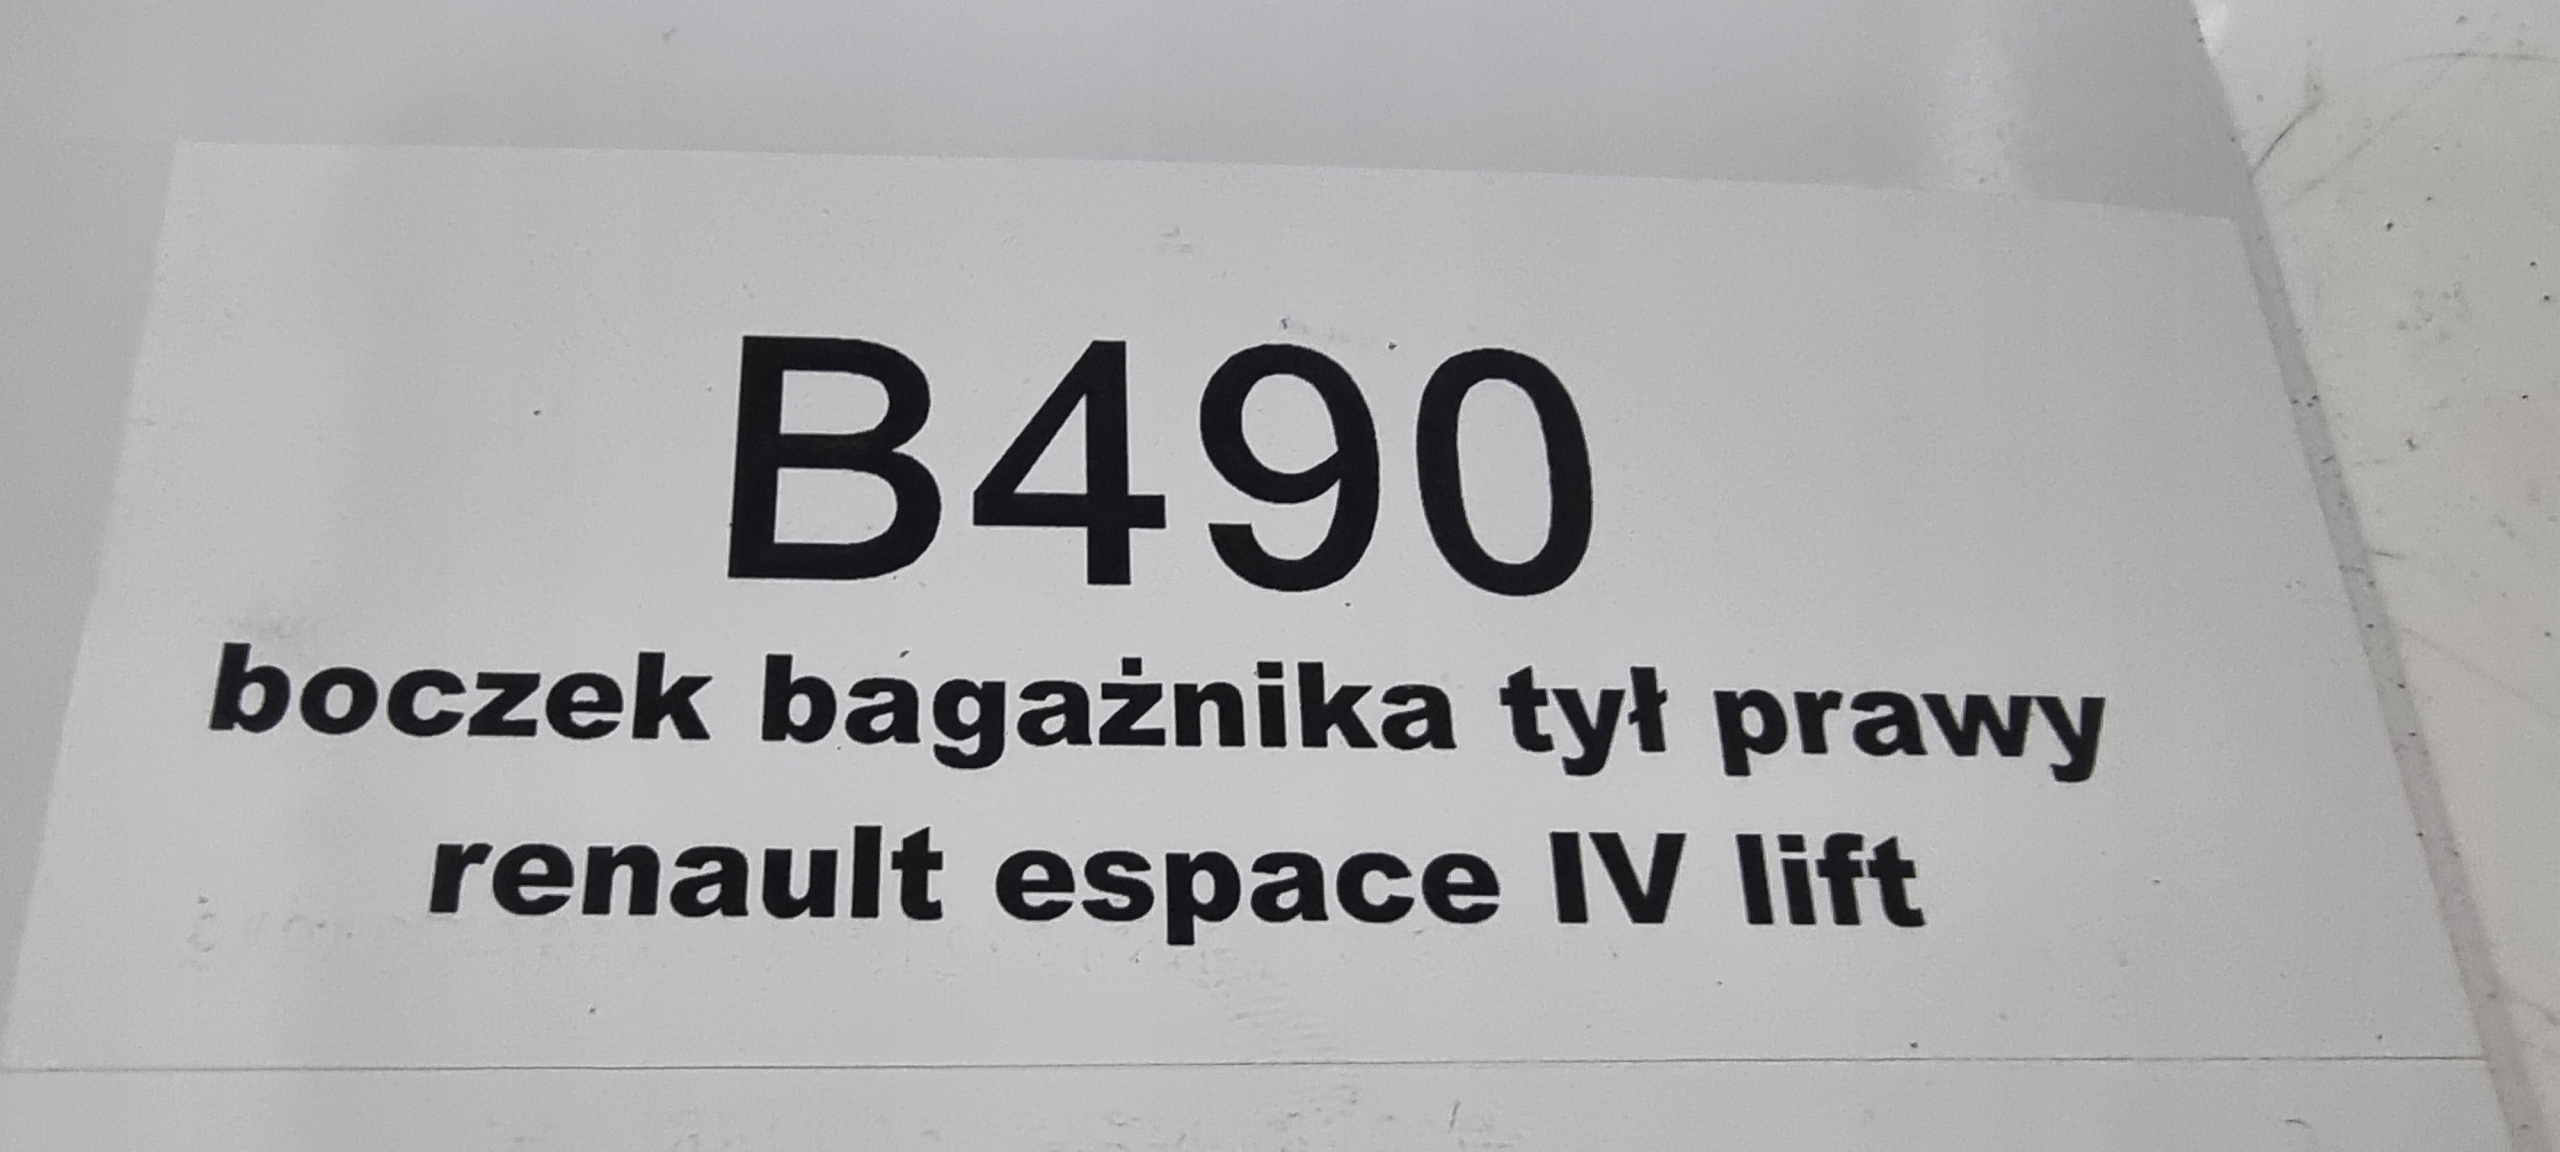 B490
boczek bagażnika tył prawy
renault espace IV lift